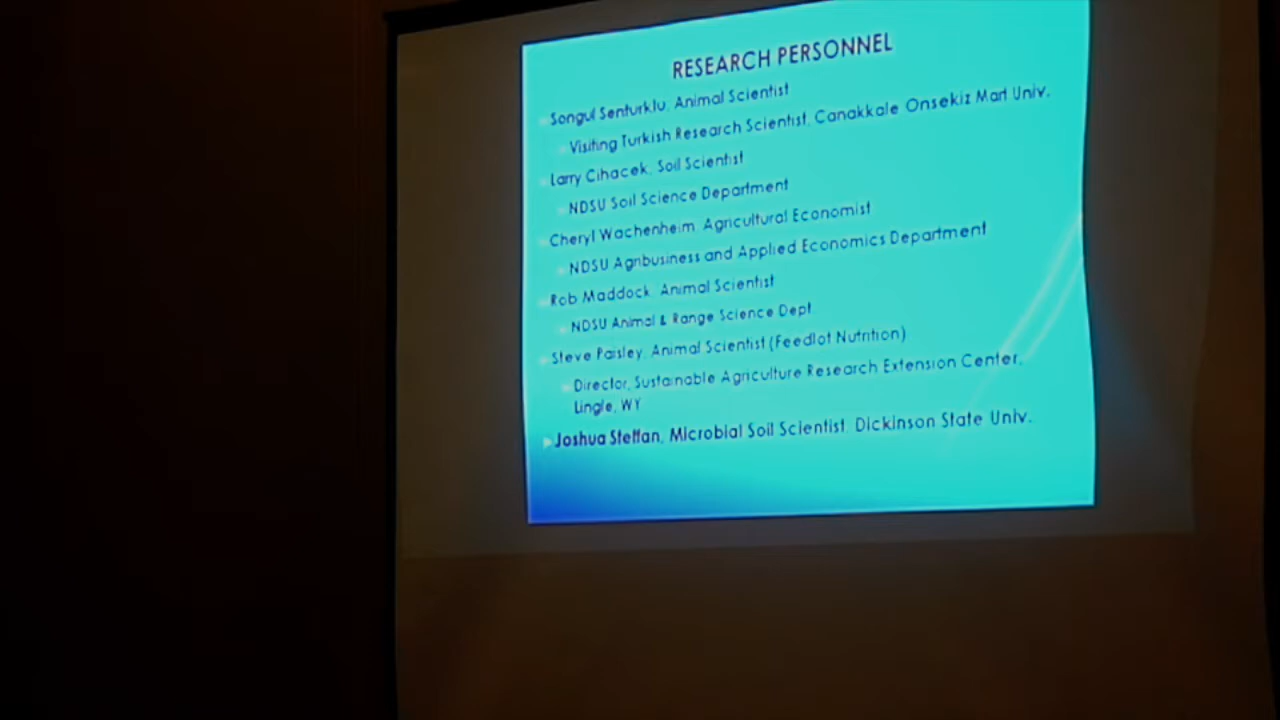 RESEARCH PERSONNEL
Songul Senturklu, Animal Scientist
Visiting Turkish Research Scientist, Canakkale Onsekiz Mart Univ.
Larry Cihacek, Soil Scientist
NDSU Soil Science Department
Cheryl Wachenheim, Agricultural Economist
NDSU Agribusiness and Applied Economics Department
Rob Maddock, Animal Scientist
NDSU Animal & Range Science Dept.
Steve Paisley, Animal Scientist (Feedlot Nutrition)
Director, Sustainable Agriculture Research Extension Center,
Lingle, WY
Joshua Steffan, Microbial Soil Scientist, Dickinson State Univ.